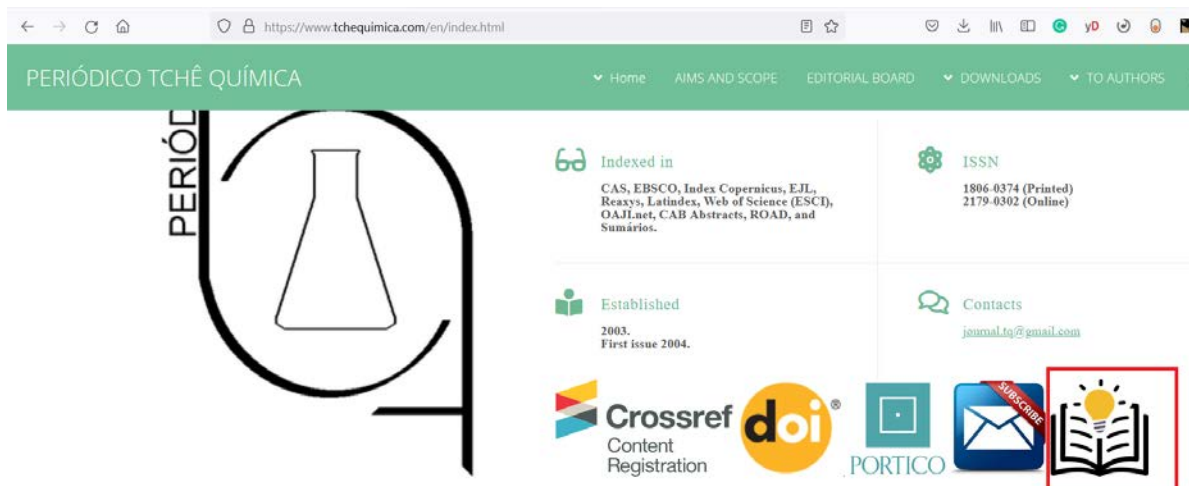 https://www.tchequimica.com/en/index.html
PERIÓDICO TCHÊ QUÍMICA
Home AIMS AND SCOPE EDITORIAL BOARD DOWNLOADS TO AUTHORS
PERIÓD
Indexed in
CAS, EBSCO, Index Copernicus, EJL,
Reaxys, Latindex, Web of Science (ESCI),
OAJI.net, CAB Abstracts, ROAD, and
Sumários.
ISSN
1806-0374 (Printed)
2179-0302 (Online)
Established
2003.
First issue 2004.
Contacts
journal.tq@gmail.com
Crossref
Content
Registration
doi®
PORTICO
SUBSCRIBE